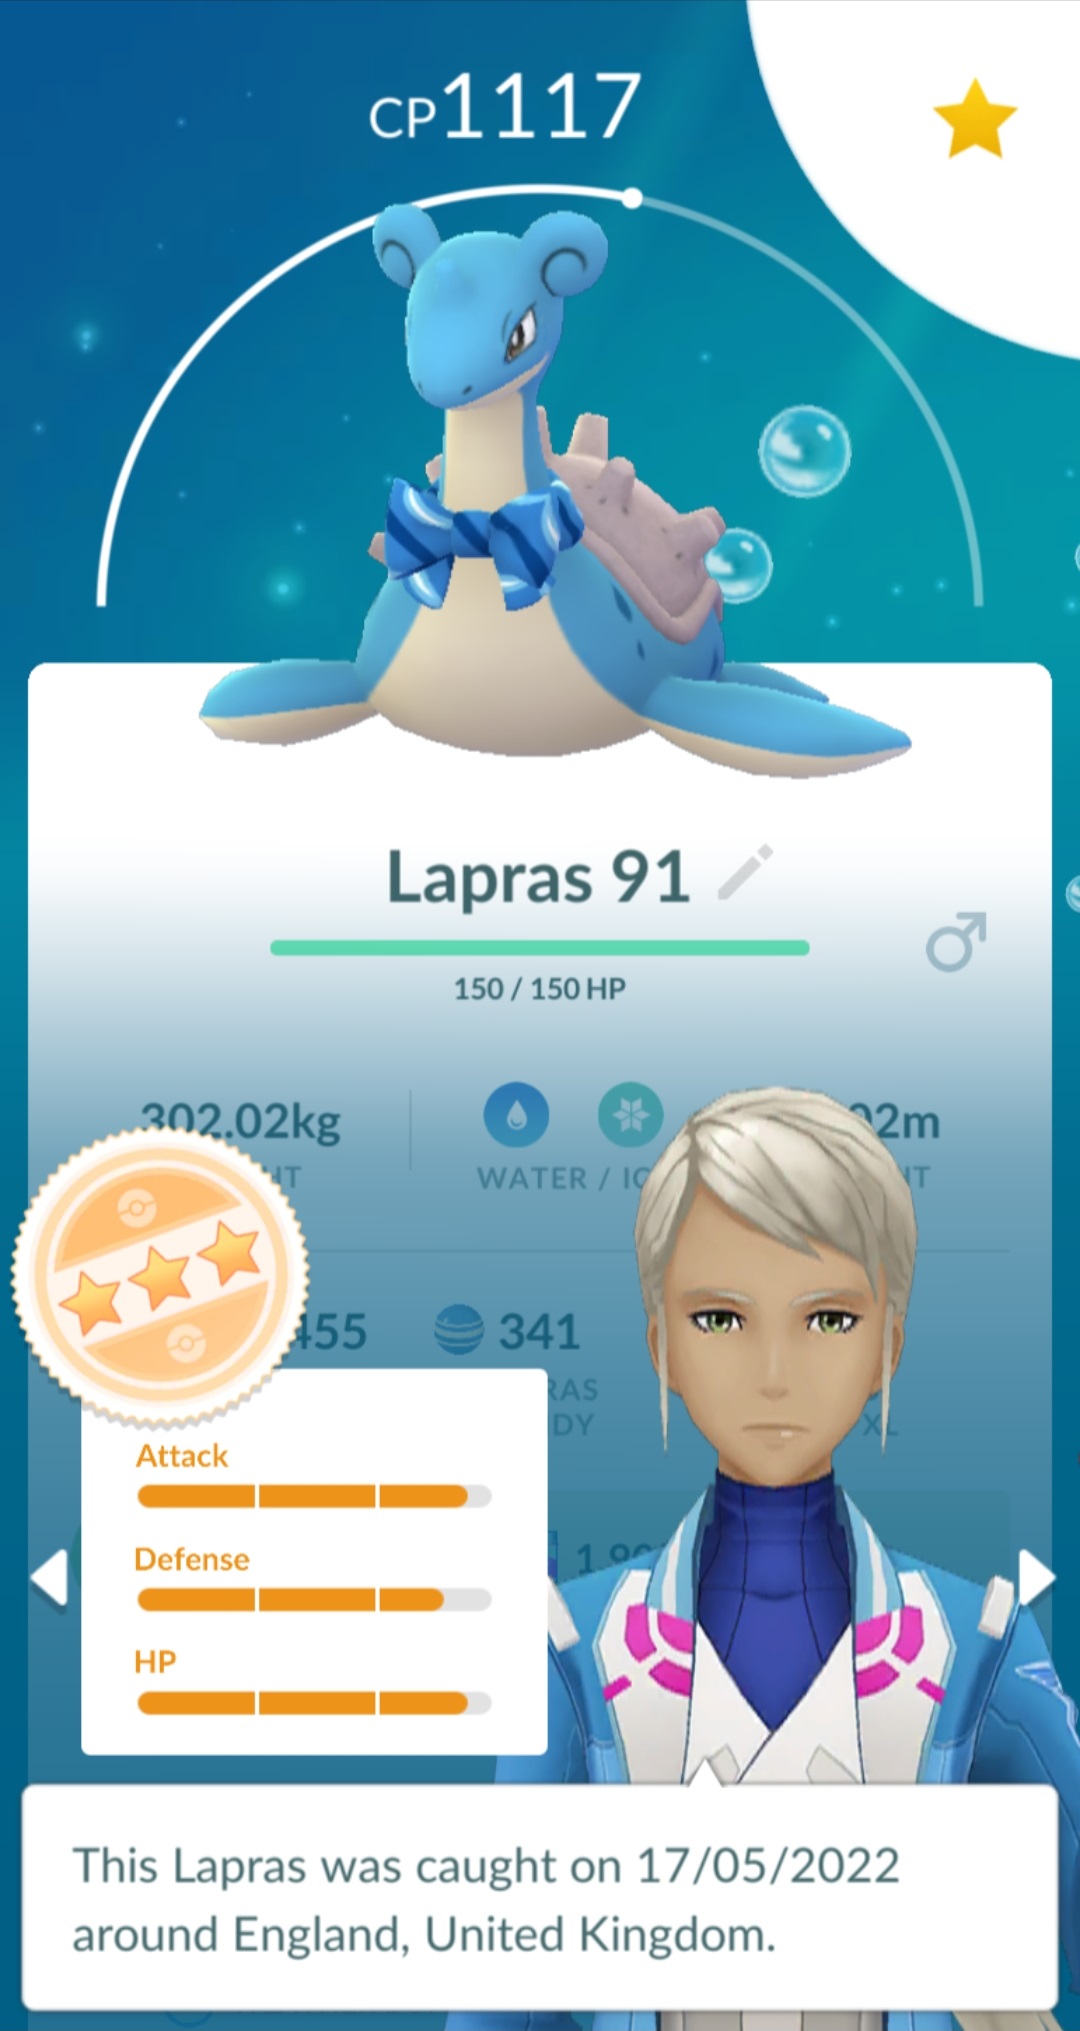 CP1117
Lapras 91
150 / 150 HP
302.02kg
WATER /
341
Attack
Defense
HP
This Lapras was caught on 17/05/2022
around England, United Kingdom.